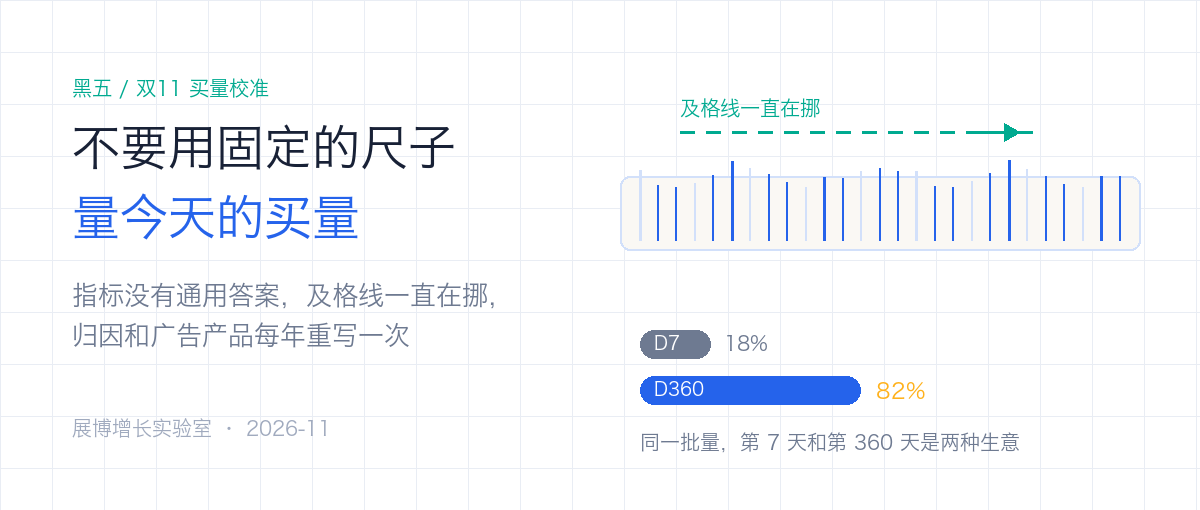 黑五 / 双11 买量校准
不要用固定的尺子
量今天的买量
指标没有通用答案，及格线一直在挪，
归因和广告产品每年重写一次
展博增长实验室 · 2026-11
及格线一直在挪
D7 18%
D360 82%
同一批量，第 7 天和第 360 天是两种生意